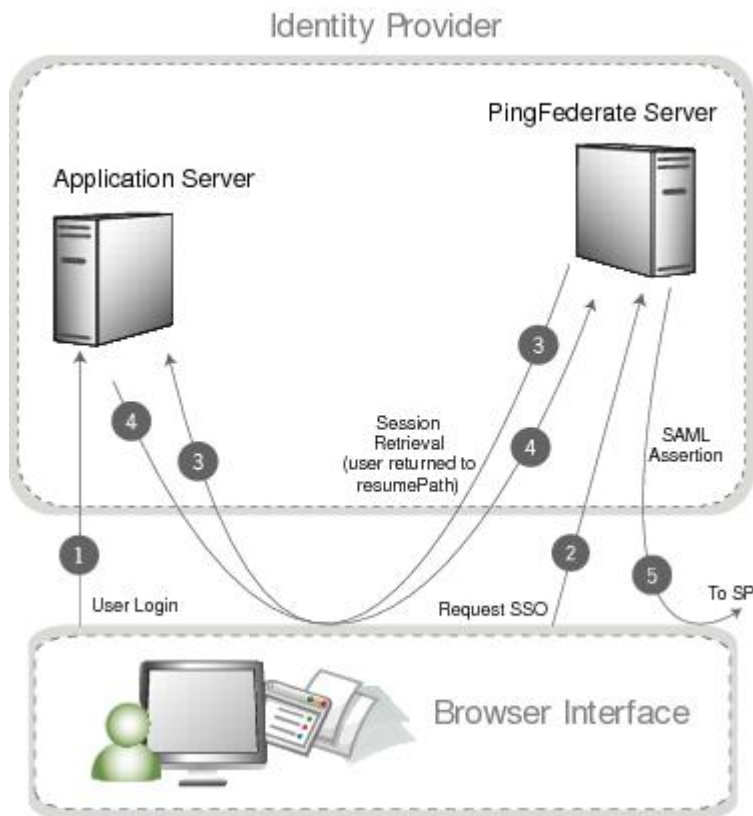 Identity Provider
PingFederate Server
Application Server
3
4
Session
Retrieval
(user returned to
resumePath)
4
3
SAML
Assertion
1
2
5
User Login
Request SSO
To SP
Browser Interface